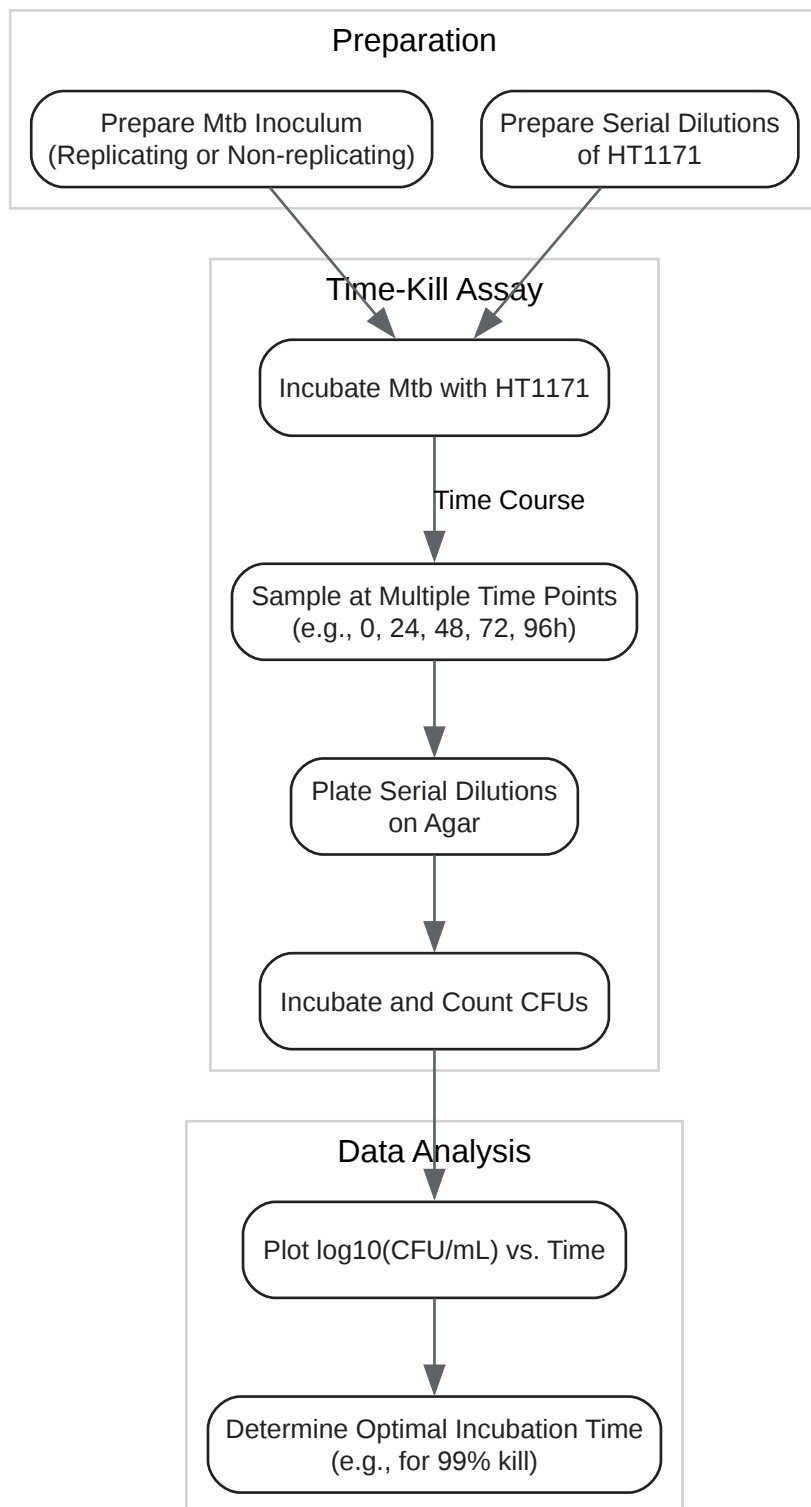 Preparation
Prepare Mtb Inoculum
(Replicating or Non-replicating)
Prepare Serial Dilutions
of HT1171
Time-Kill Assay
Incubate Mtb with HT1171
Time Course
Sample at Multiple Time Points
(e.g., 0, 24, 48, 72, 96h)
Plate Serial Dilutions
on Agar
Incubate and Count CFUs
Data Analysis
Plot log10(CFU/mL) vs. Time
Determine Optimal Incubation Time
(e.g., for 99% kill)